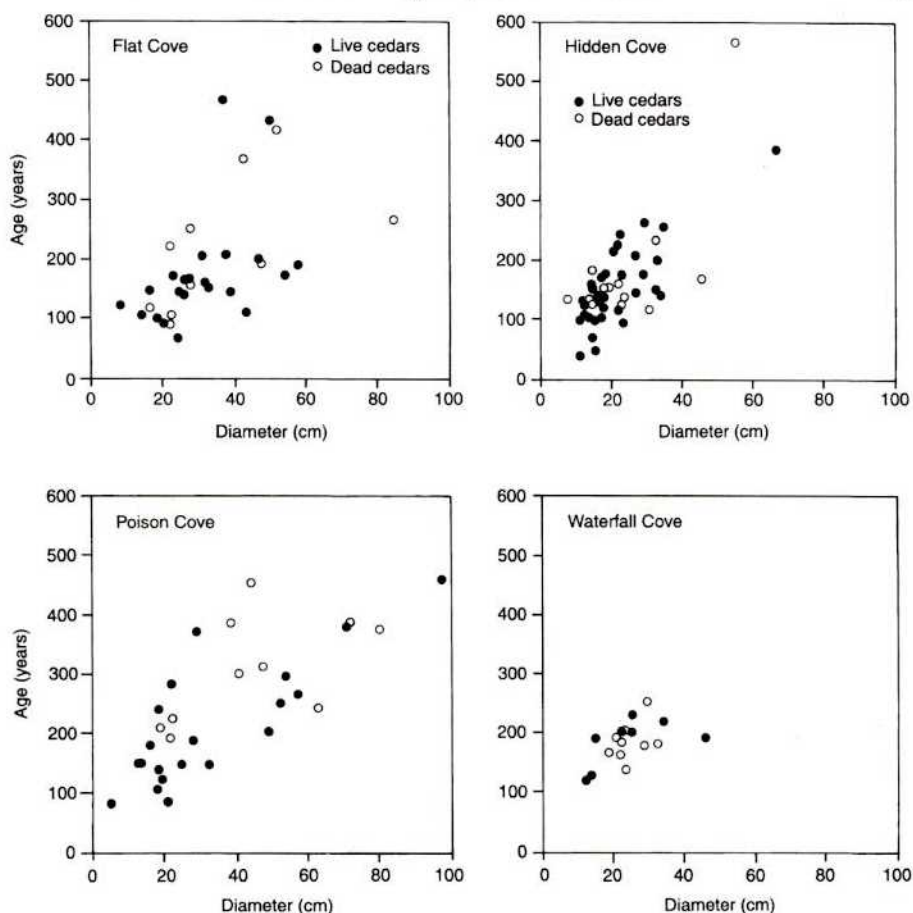 Flat Cove
Live cedars
Dead cedars
600
500
400
300
200
100
0
Age (years)
0 20 40 60 80 100
Diameter (cm)
Hidden Cove
Live cedars
Dead cedars
600
500
400
300
200
100
0
0 20 40 60 80 100
Diameter (cm)
Poison Cove
600
500
400
300
200
100
0
Age (years)
0 20 40 60 80 100
Diameter (cm)
Waterfall Cove
600
500
400
300
200
100
0
0 20 40 60 80 100
Diameter (cm)